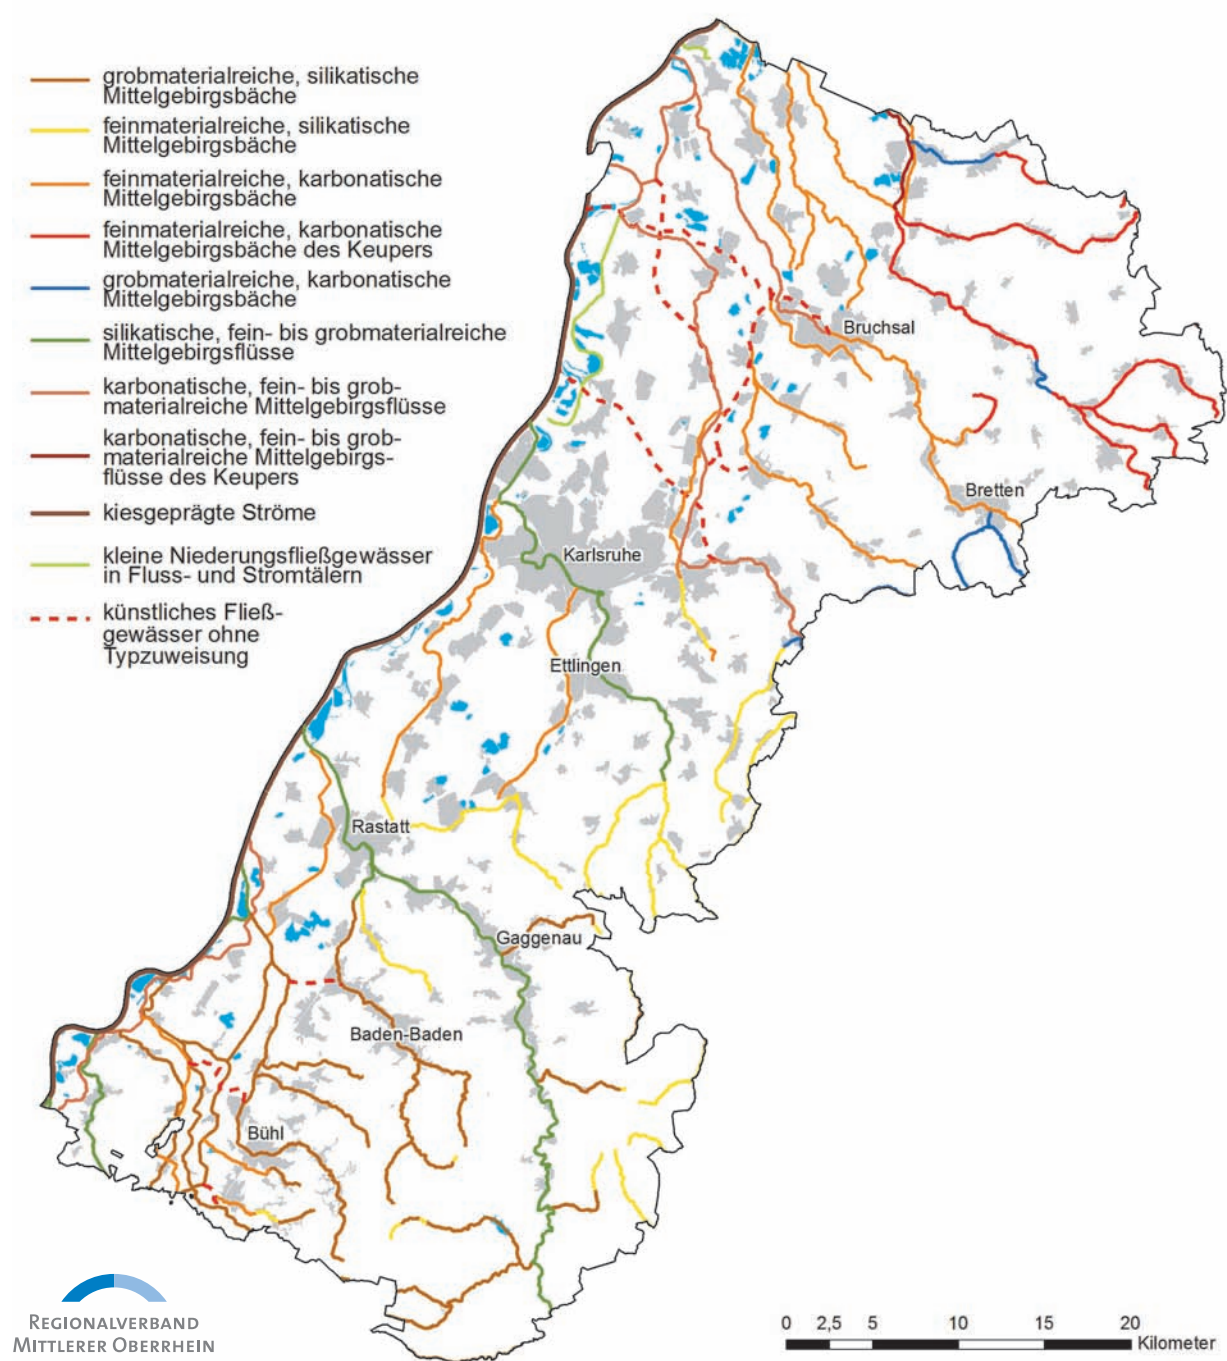 grobmaterialreiche, silikatische
Mittelgebirgsbäche
feinmaterialreiche, silikatische
Mittelgebirgsbäche
feinmaterialreiche, karbonatische
Mittelgebirgsbäche
feinmaterialreiche, karbonatische
Mittelgebirgsbäche des Keupers
grobmaterialreiche, karbonatische
Mittelgebirgsbäche
silikatische, fein- bis grobmaterialreiche
Mittelgebirgsflüsse
karbonatische, fein- bis grob-
materialreiche Mittelgebirgsflüsse
karbonatische, fein- bis grob-
materialreiche Mittelgebirgs-
flüsse des Keupers
kiesgeprägte Ströme
kleine Niederungsfließgewässer
in Fluss- und Stromtälern
künstliches Fließ-
gewässer ohne
Typzuweisung
Bruchsal
Bretten
Karlsruhe
Ettlingen
Rastatt
Gaggenau
Baden-Baden
Bühl
REGIONALVERBAND
MITTLERER OBERRHEIN
0 2,5 5 10 15 20
Kilometer